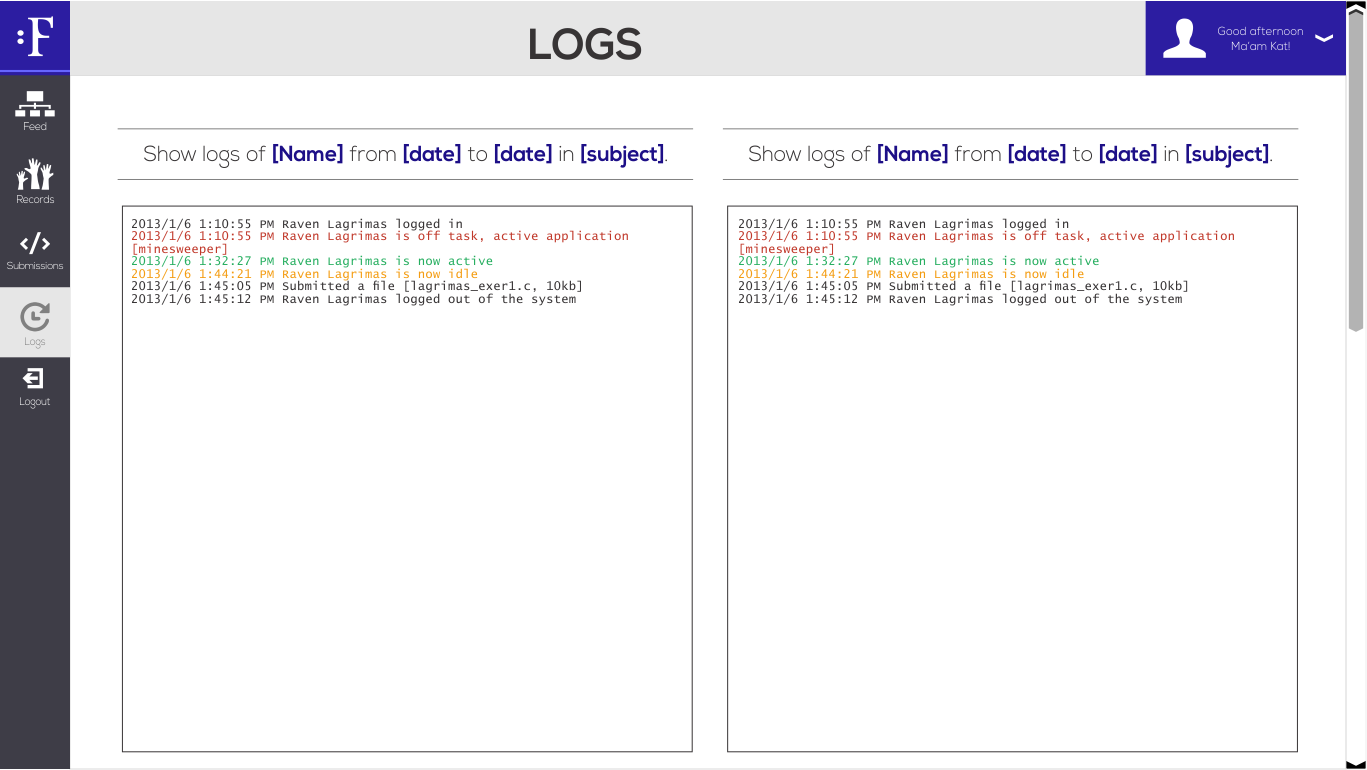 :F
LOGS
Good afternoon
Ma'am Kat!
Feed
Records
Submissions
Logs
Logout
Show logs of [Name] from [date] to [date] in [subject].
2013/1/6 1:10:55 PM Raven Lagrimas logged in
2013/1/6 1:10:55 PM Raven Lagrimas is off task, active application
[minesweeper]
2013/1/6 1:32:27 PM Raven Lagrimas is now active
2013/1/6 1:44:21 PM Raven Lagrimas is now idle
2013/1/6 1:45:05 PM Submitted a file [lagrimas_exer1.c, 10kb]
2013/1/6 1:45:12 PM Raven Lagrimas logged out of the system
Show logs of [Name] from [date] to [date] in [subject].
2013/1/6 1:10:55 PM Raven Lagrimas logged in
2013/1/6 1:10:55 PM Raven Lagrimas is off task, active application
[minesweeper]
2013/1/6 1:32:27 PM Raven Lagrimas is now active
2013/1/6 1:44:21 PM Raven Lagrimas is now idle
2013/1/6 1:45:05 PM Submitted a file [lagrimas_exer1.c, 10kb]
2013/1/6 1:45:12 PM Raven Lagrimas logged out of the system